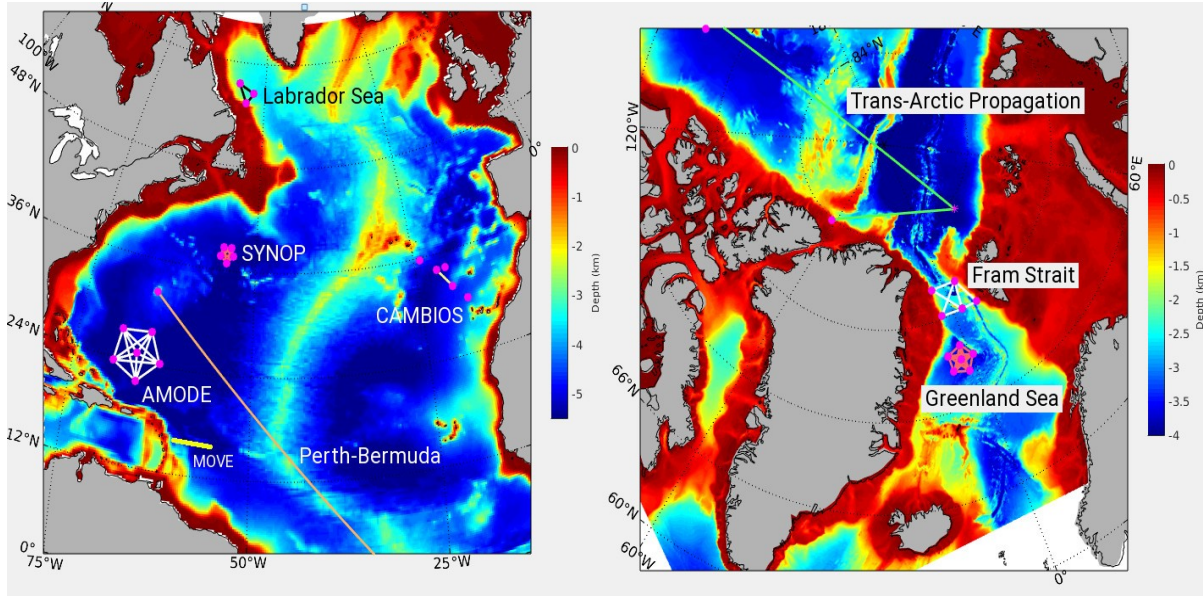 100°W
48°N
36°N
24°N
12°N
0°
75°W
50°W
25°W
0°
Labrador Sea
SYNOP
CAMBIOS
AMODE
MOVE
Perth-Bermuda
0
-1
-2
-3
-4
-5
Depth (km)
84°N
E
120°W
60°E
66°N
60°N
60°W
0°
Trans-Arctic Propagation
Fram Strait
Greenland Sea
0
-0.5
-1
-1.5
-2
-2.5
-3
-3.5
-4
Depth (km)